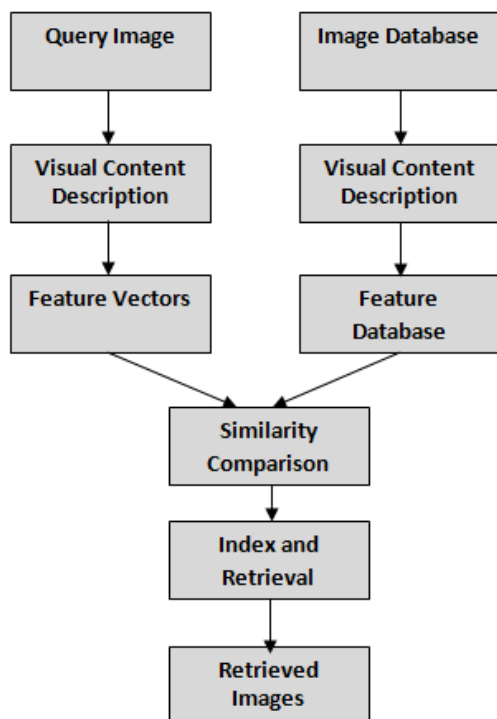 Query Image
Image Database
Visual Content
Description
Visual Content
Description
Feature Vectors
Feature
Database
Similarity
Comparison
Index and
Retrieval
Retrieved
Images